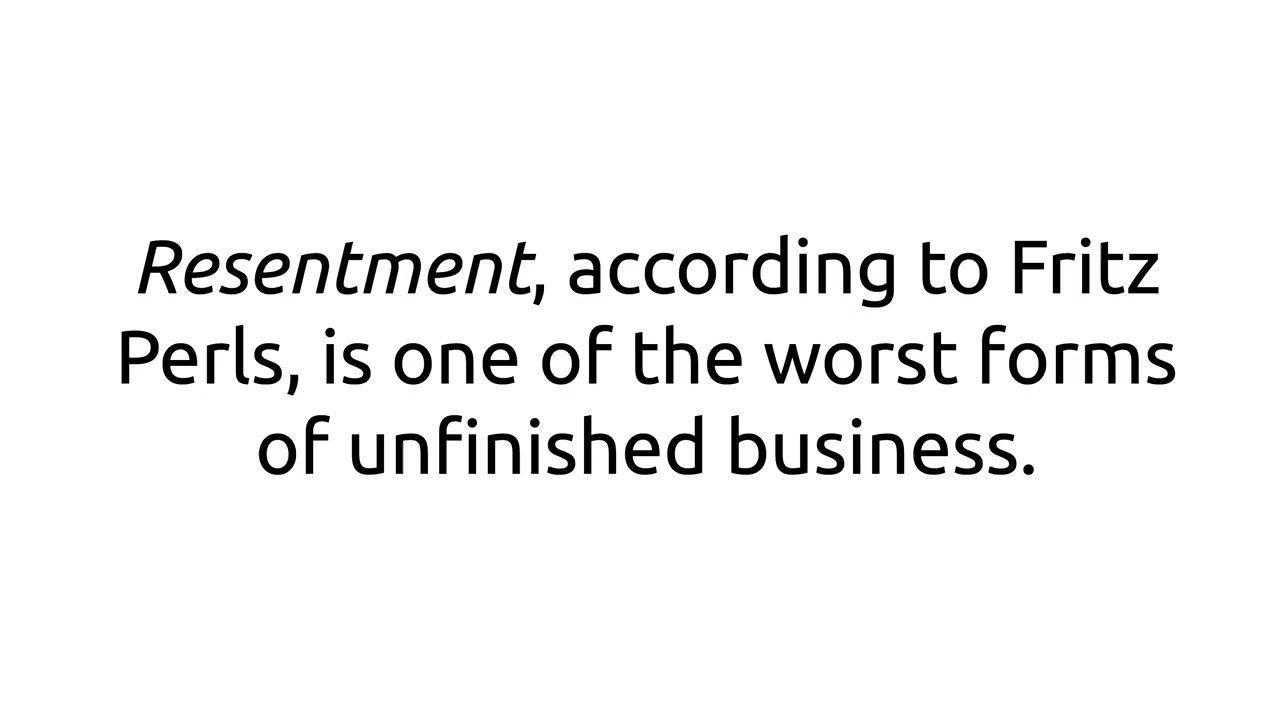 Resentment, according to Fritz
Perls, is one of the worst forms
of unfinished business.